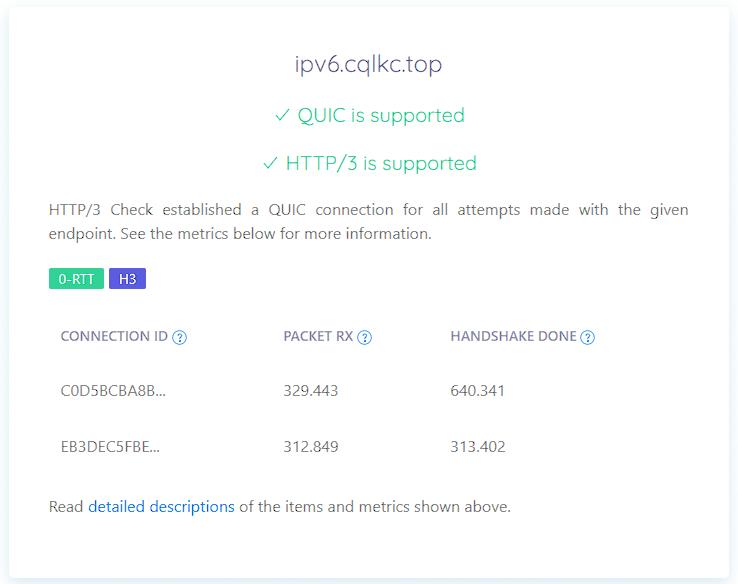 ipv6.cqlkc.top
✓ QUIC is supported
✓ HTTP/3 is supported
HTTP/3 Check established a QUIC connection for all attempts made with the given
endpoint. See the metrics below for more information.
0-RTT H3
CONNECTION ID ? PACKET RX ? HANDSHAKE DONE ?
C0D5BCBA8B... 329.443 640.341
EB3DEC5FBE... 312.849 313.402
Read detailed descriptions of the items and metrics shown above.